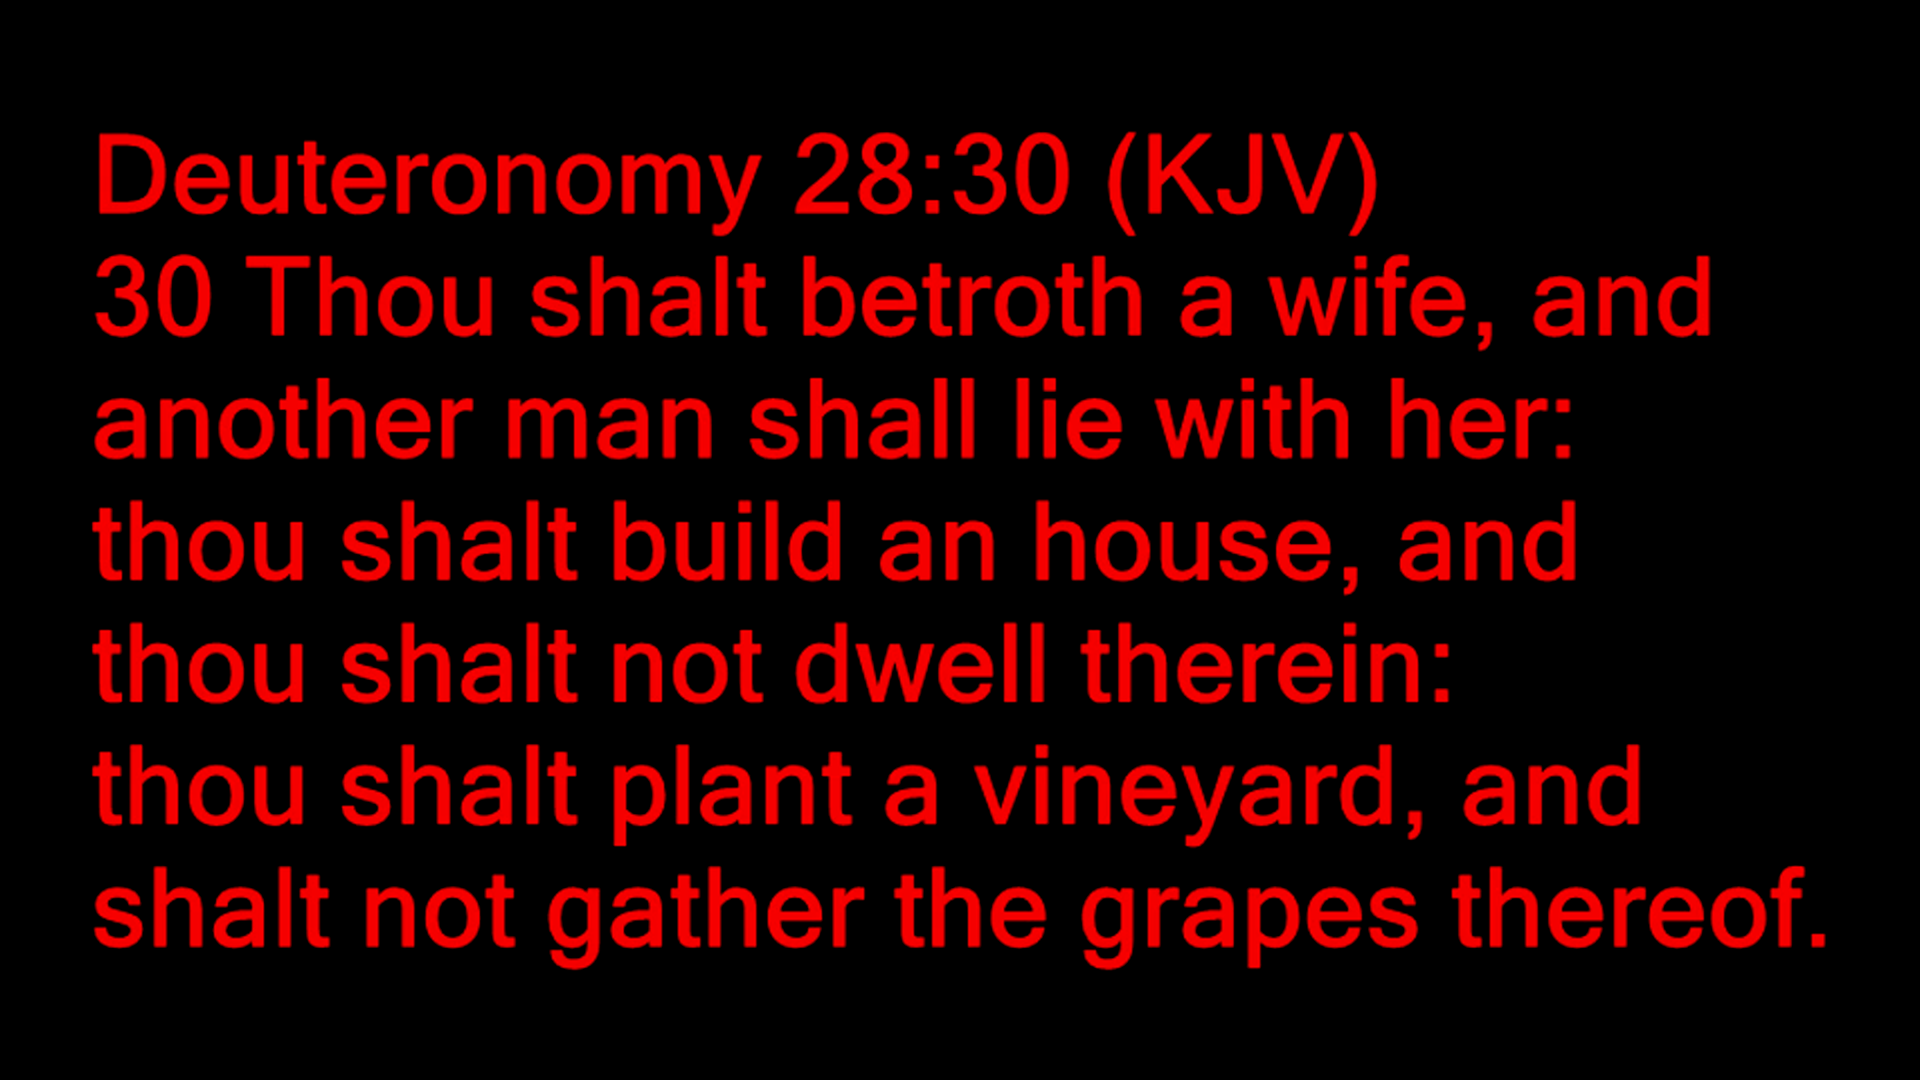 Deuteronomy 28:30 (KJV)
30 Thou shalt betroth a wife, and
another man shall lie with her:
thou shalt build an house, and
thou shalt not dwell therein:
thou shalt plant a vineyard, and
shalt not gather the grapes thereof.